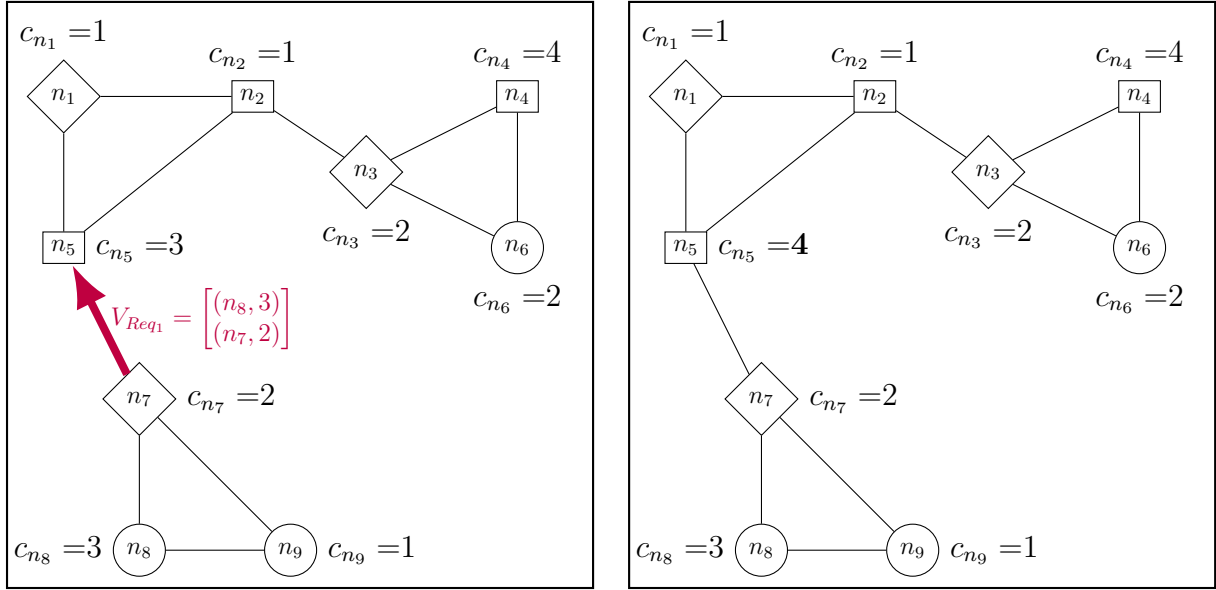 c_{n_1} =1
c_{n_2} =1
c_{n_4} =4
n_1
n_2
n_4
n_3
n_5
c_{n_5} =3
c_{n_3} =2
n_6
c_{n_6} =2
V_{Req_1} = [(n_8, 3)
(n_7, 2)]
n_7
c_{n_7} =2
c_{n_8} =3
n_8
n_9
c_{n_9} =1
c_{n_1} =1
c_{n_2} =1
c_{n_4} =4
n_1
n_2
n_4
n_3
n_5
c_{n_5} =4
c_{n_3} =2
n_6
c_{n_6} =2
n_7
c_{n_7} =2
c_{n_8} =3
n_8
n_9
c_{n_9} =1